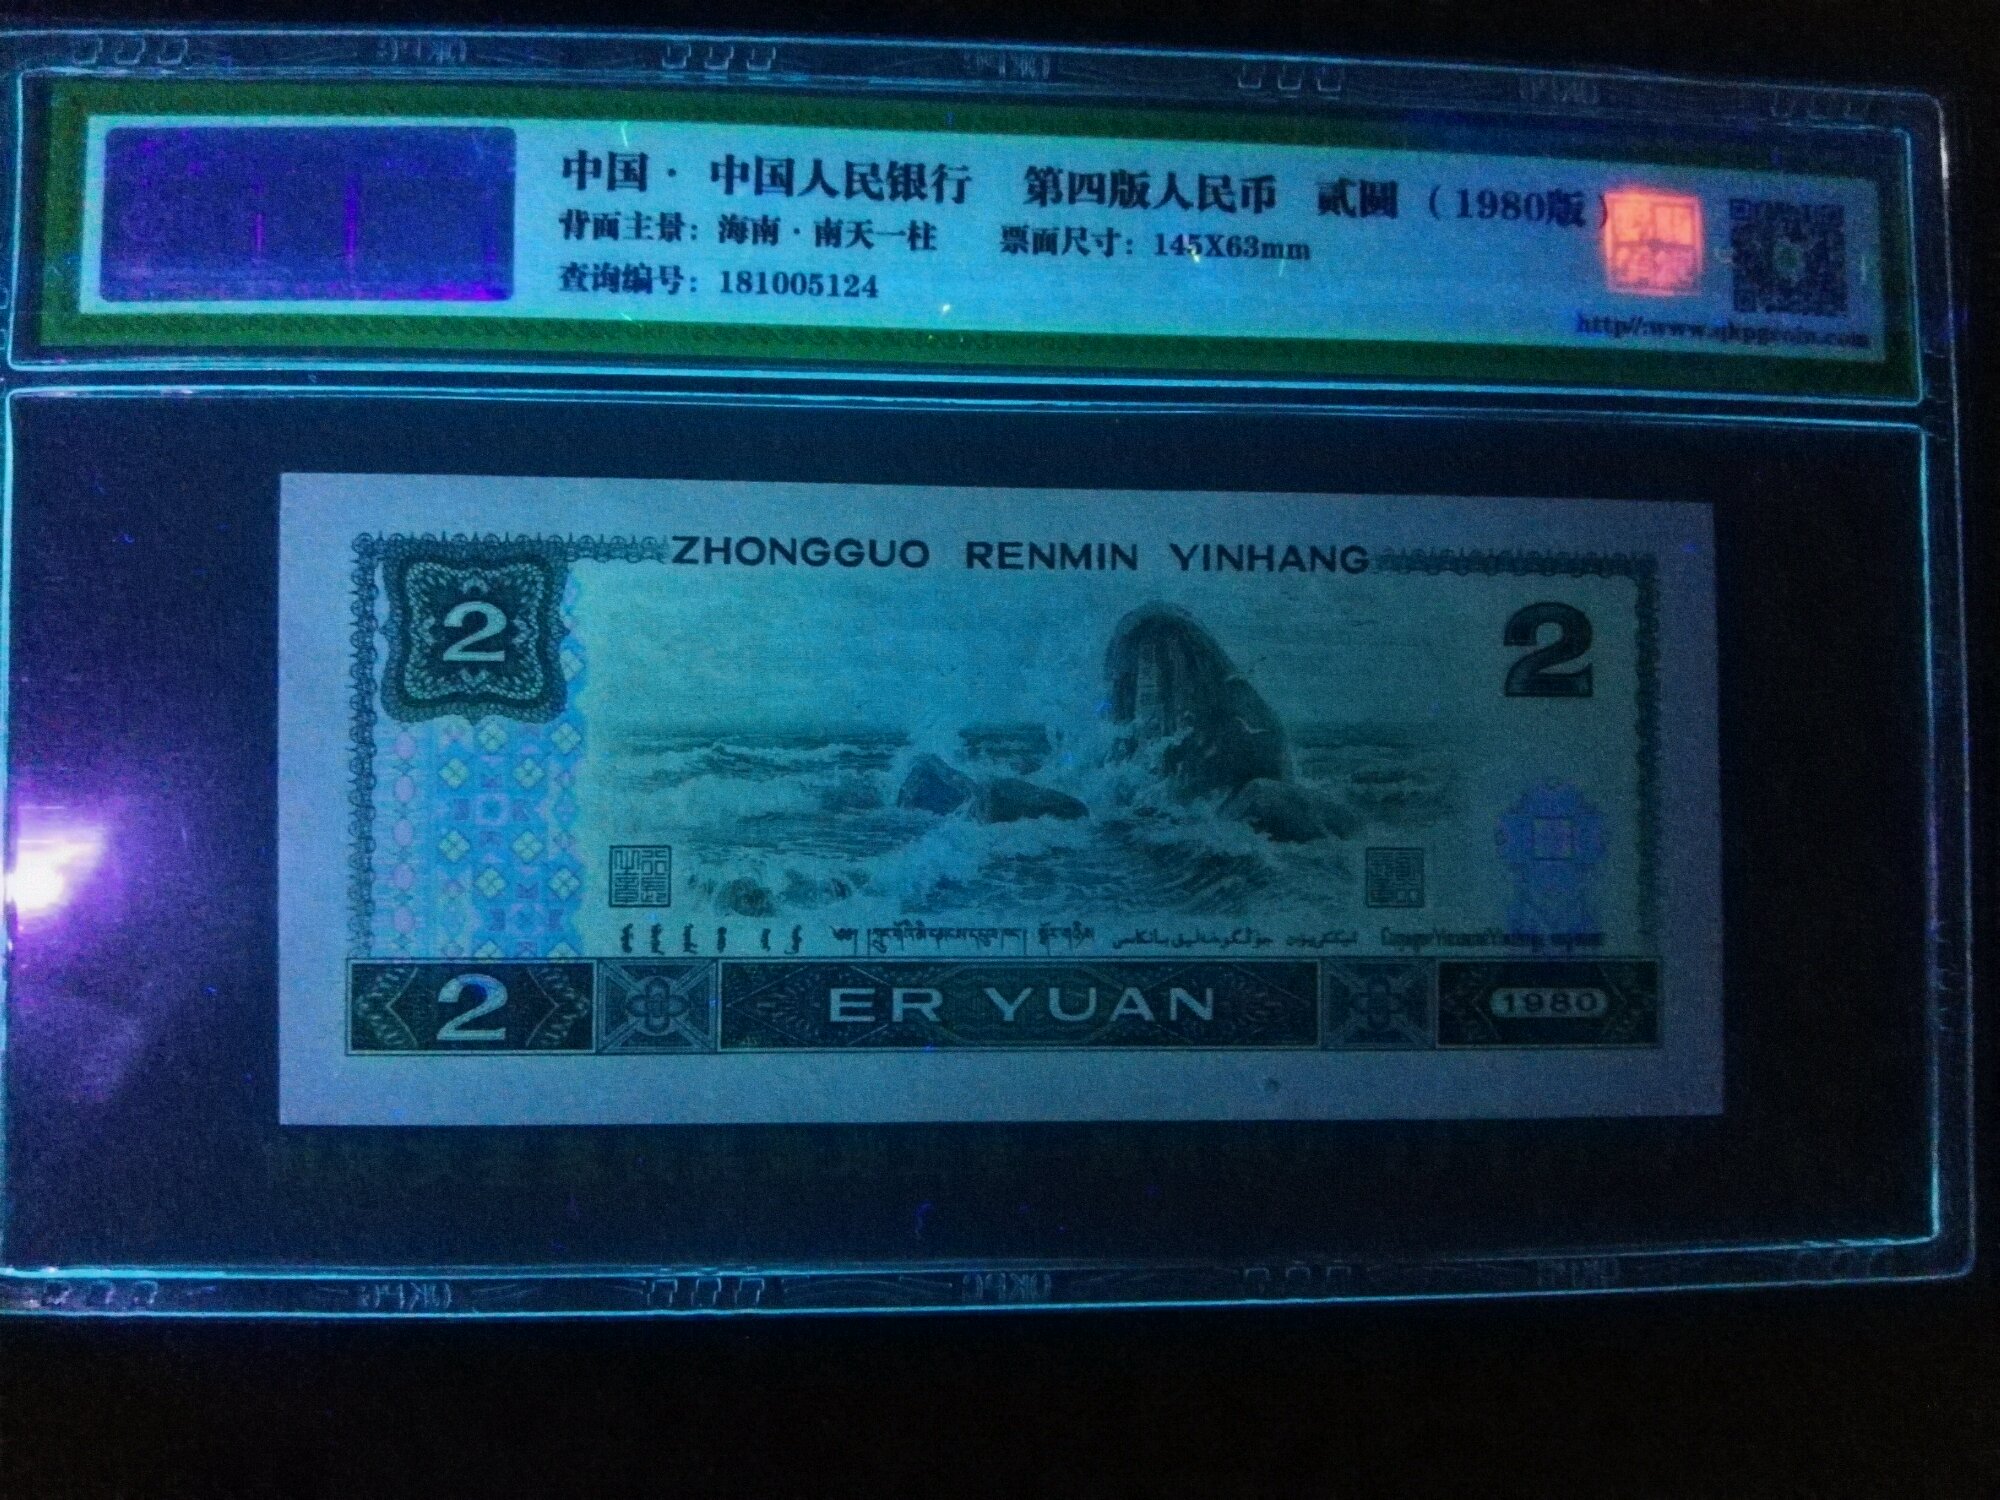 中国 · 中国人民银行 第四版人民币 贰圆 （1980版）
背面主景：海南 · 南天一柱 票面尺寸：145X63mm
查询编号：181005124
ZHONGGUO RENMIN YINHANG
2
2
2
ER YUAN
1980